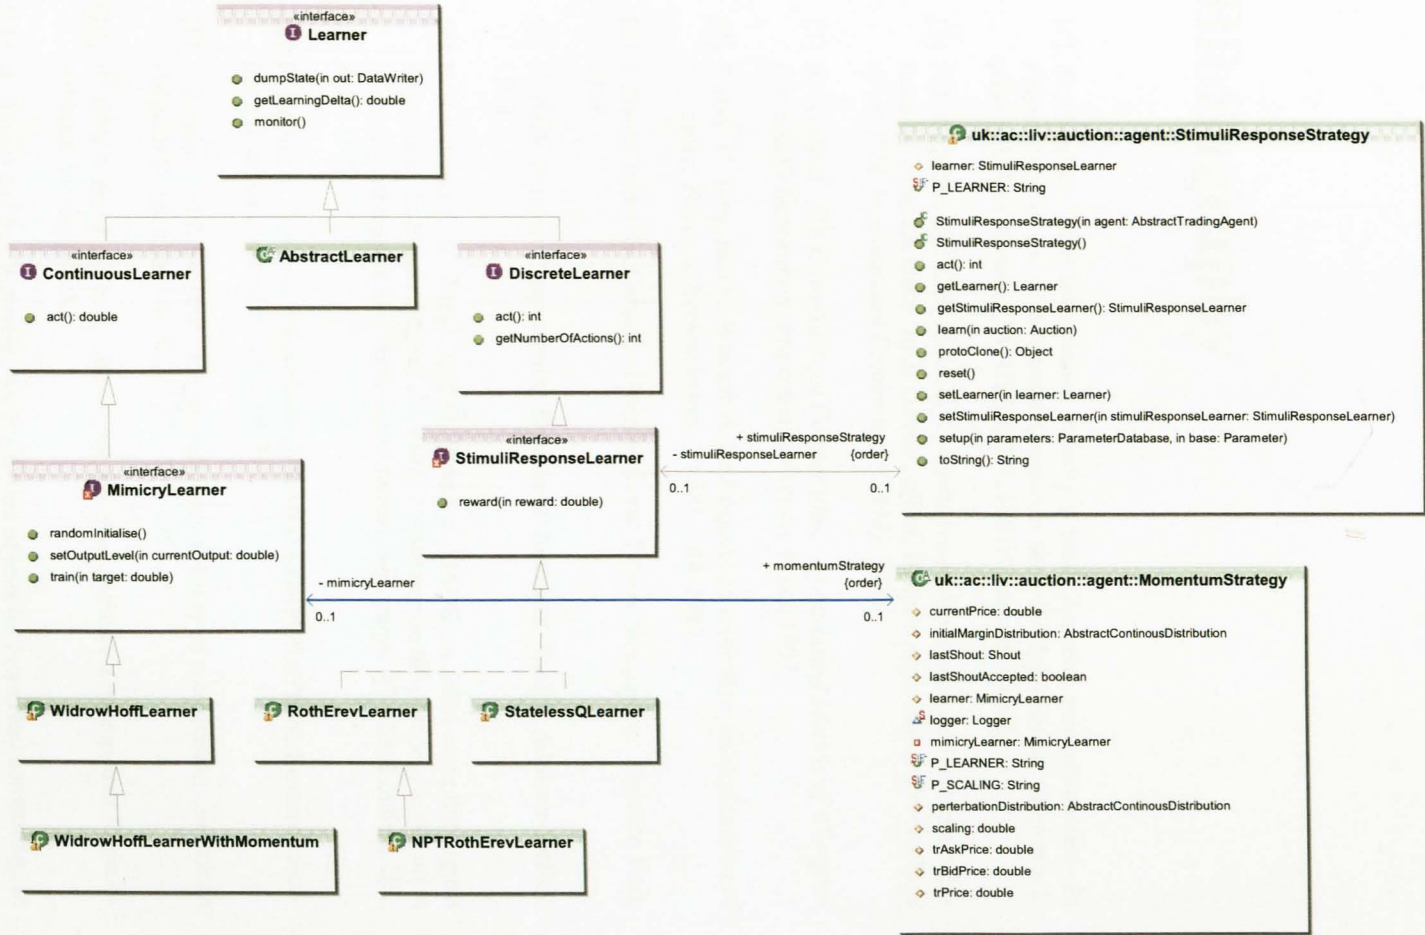 «interface»
Learner
dumpState(in out: DataWriter)
getLearningDelta(): double
monitor()
«interface»
ContinuousLearner
act(): double
AbstractLearner
«interface»
DiscreteLearner
act(): int
getNumberOfActions(): int
«interface»
MimicryLearner
randomInitialise()
setOutputLevel(in currentOutput: double)
train(in target: double)
«interface»
StimuliResponseLearner
reward(in reward: double)
+ stimuliResponseStrategy
- stimuliResponseLearner
{order}
0..1
0..1
- mimicryLearner
+ momentumStrategy
{order}
0..1
0..1
WidrowHoffLearner
RothErevLearner
StatelessQLearner
WidrowHoffLearnerWithMomentum
NPTRothErevLearner
uk::ac::liv::auction::agent::StimuliResponseStrategy
learner: StimuliResponseLearner
P_LEARNER: String
StimuliResponseStrategy(in agent: AbstractTradingAgent)
StimuliResponseStrategy()
act(): int
getLearner(): Learner
getStimuliResponseLearner(): StimuliResponseLearner
learn(in auction: Auction)
protoClone(): Object
reset()
setLearner(in learner: Learner)
setStimuliResponseLearner(in stimuliResponseLearner: StimuliResponseLearner)
setup(in parameters: ParameterDatabase, in base: Parameter)
toString(): String
uk::ac::liv::auction::agent::MomentumStrategy
currentPrice: double
initialMarginDistribution: AbstractContinousDistribution
lastShout: Shout
lastShoutAccepted: boolean
learner: MimicryLearner
logger: Logger
mimicryLearner: MimicryLearner
P_LEARNER: String
P_SCALING: String
perterbationDistribution: AbstractContinousDistribution
scaling: double
trAskPrice: double
trBidPrice: double
trPrice: double